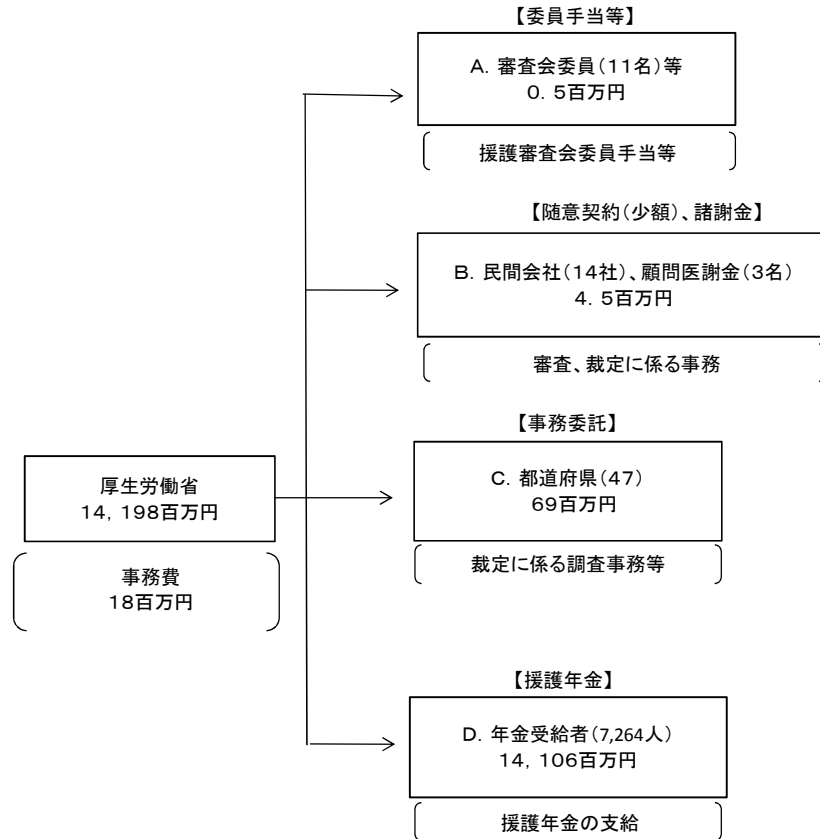 【委員手当等】
A. 審査会委員(11名)等
0. 5百万円
援護審査会委員手当等
【随意契約(少額)、諸謝金】
B. 民間会社(14社)、顧問医謝金(3名)
4. 5百万円
審査、裁定に係る事務
【事務委託】
C. 都道府県(47)
69百万円
裁定に係る調査事務等
厚生労働省
14, 198百万円
事務費
18百万円
【援護年金】
D. 年金受給者(7,264人)
14, 106百万円
援護年金の支給